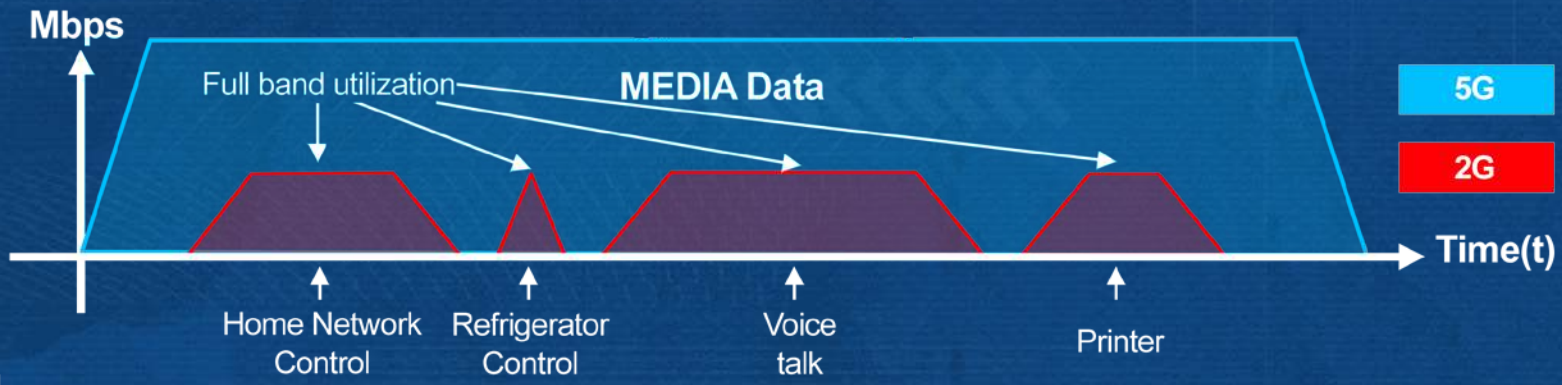 Mbps
Full band utilization
MEDIA Data
5G
2G
Time(t)
Home Network
Control
Refrigerator
Control
Voice
talk
Printer